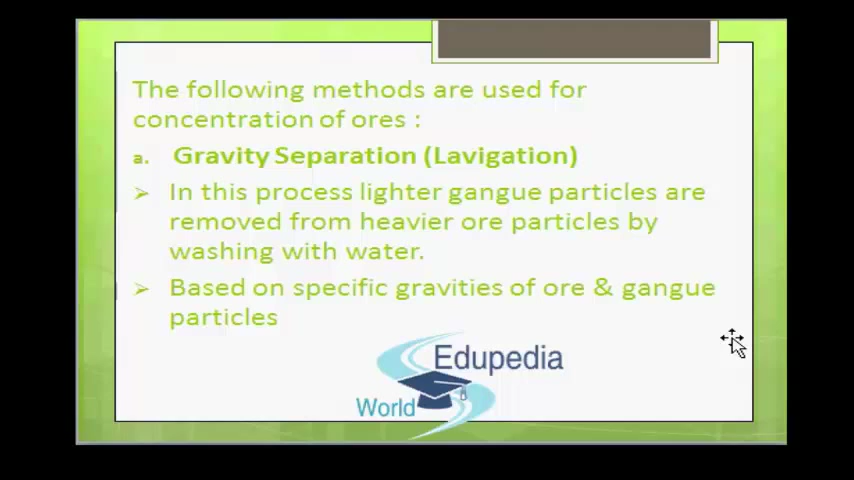 The following methods are used for
concentration of ores :
a. Gravity Separation (Lavigation)
➢ In this process lighter gangue particles are
removed from heavier ore particles by
washing with water.
➢ Based on specific gravities of ore & gangue
particles
Edupedia
World